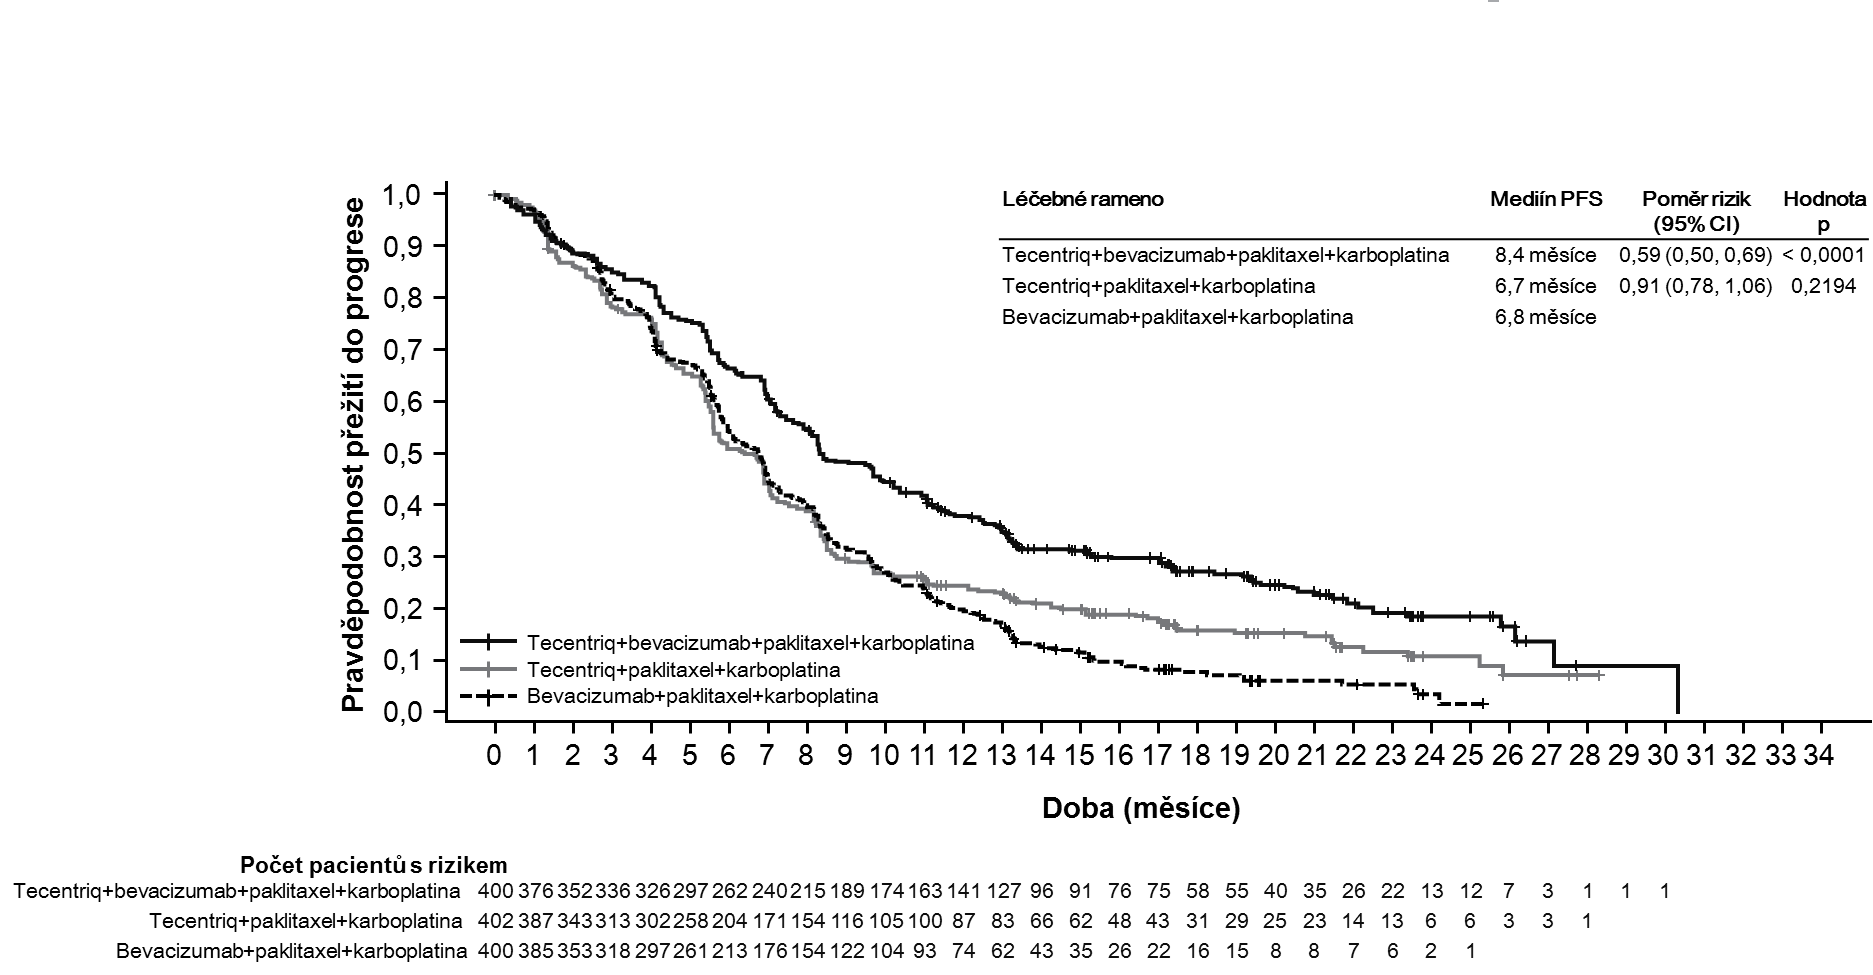 Léčebné rameno Mediín PFS Poměr rizik (95% CI) Hodnota p
Tecentriq+bevacizumab+paklitaxel+karboplatina 8,4 měsíce 0,59 (0,50, 0,69) < 0,0001
Tecentriq+paklitaxel+karboplatina 6,7 měsíce 0,91 (0,78, 1,06) 0,2194
Bevacizumab+paklitaxel+karboplatina 6,8 měsíce
Pravděpodobnost přežití do progrese
1,0
0,9
0,8
0,7
0,6
0,5
0,4
0,3
0,2
0,1
0,0
Tecentriq+bevacizumab+paklitaxel+karboplatina
Tecentriq+paklitaxel+karboplatina
Bevacizumab+paklitaxel+karboplatina
0 1 2 3 4 5 6 7 8 9 10 11 12 13 14 15 16 17 18 19 20 21 22 23 24 25 26 27 28 29 30 31 32 33 34
Doba (měsíce)
Počet pacientů s rizikem
Tecentriq+bevacizumab+paklitaxel+karboplatina 400 376 352 336 326 297 262 240 215 189 174 163 141 127 96 91 76 75 58 55 40 35 26 22 13 12 7 3 1 1 1
Tecentriq+paklitaxel+karboplatina 402 387 343 313 302 258 204 171 154 116 105 100 87 83 66 62 48 43 31 29 25 23 14 13 6 6 3 3 1
Bevacizumab+paklitaxel+karboplatina 400 385 353 318 297 261 213 176 154 122 104 93 74 62 43 35 26 22 16 15 8 8 7 6 2 1